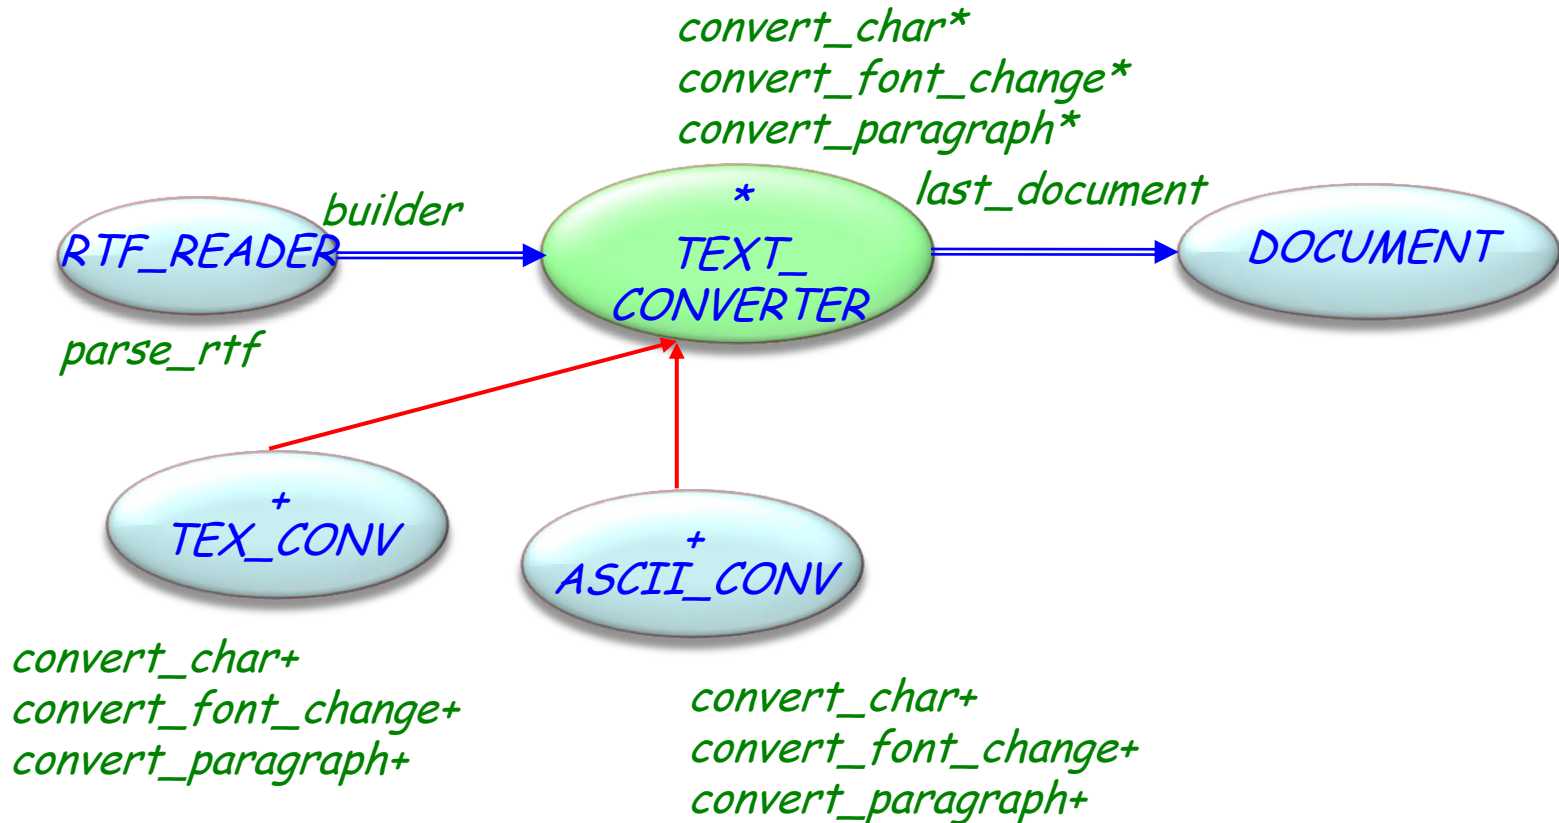 convert_char*
convert_font_change*
convert_paragraph*
builder
last_document
RTF_READER
*
TEXT_
CONVERTER
DOCUMENT
parse_rtf
+
TEX_CONV
+
ASCII_CONV
convert_char+
convert_font_change+
convert_paragraph+
convert_char+
convert_font_change+
convert_paragraph+